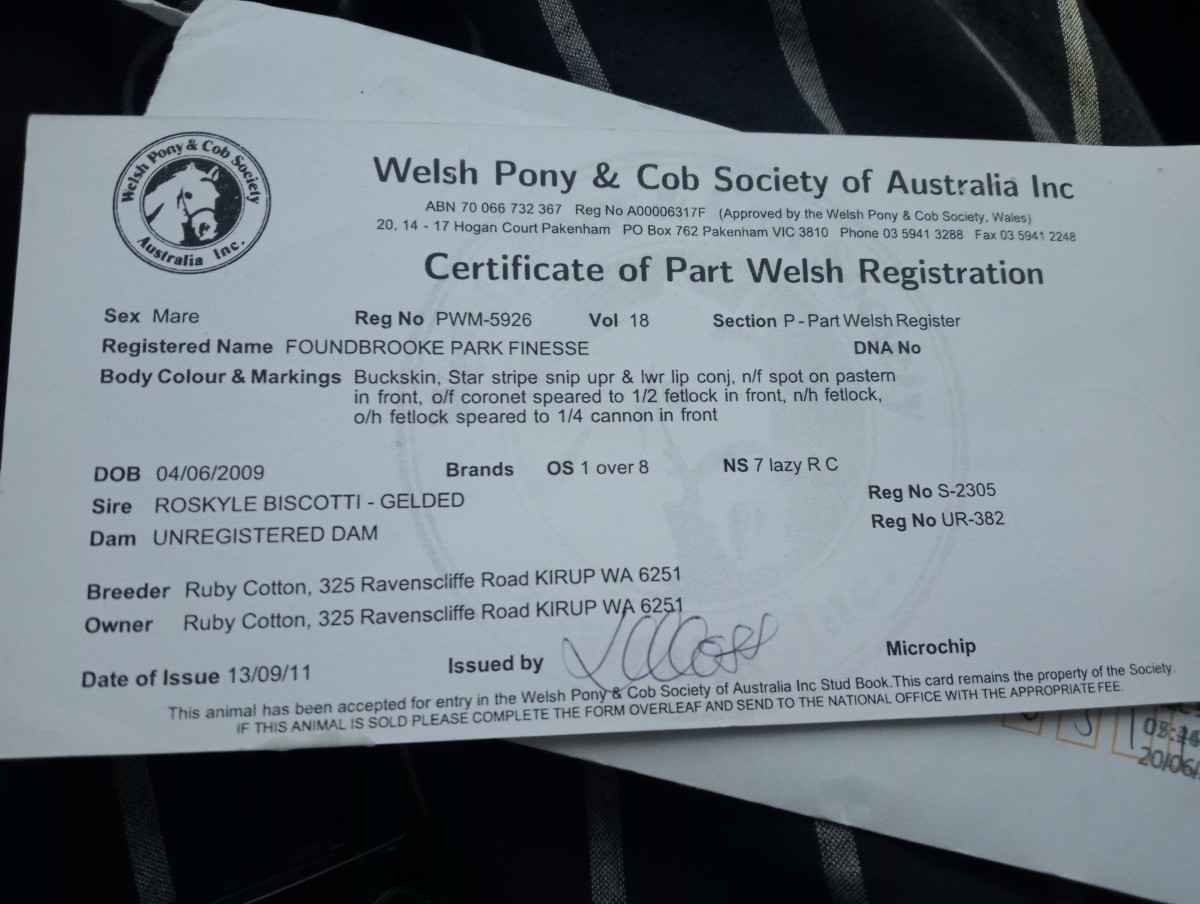 Welsh Pony & Cob Society
Australia Inc.
Welsh Pony & Cob Society of Australia Inc
ABN 70 066 732 367 Reg No A00006317F (Approved by the Welsh Pony & Cob Society, Wales)
20, 14 - 17 Hogan Court Pakenham PO Box 762 Pakenham VIC 3810 Phone 03 5941 3288 Fax 03 5941 2248
Certificate of Part Welsh Registration
Sex Mare Reg No PWM-5926 Vol 18 Section P - Part Welsh Register
Registered Name FOUNDBROOKE PARK FINESSE DNA No
Body Colour & Markings Buckskin, Star stripe snip upr & lwr lip conj, n/f spot on pastern
in front, o/f coronet speared to 1/2 fetlock in front, n/h fetlock,
o/h fetlock speared to 1/4 cannon in front
DOB 04/06/2009 Brands OS 1 over 8 NS 7 lazy R C
Sire ROSKYLE BISCOTTI - GELDED Reg No S-2305
Dam UNREGISTERED DAM Reg No UR-382
Breeder Ruby Cotton, 325 Ravenscliffe Road KIRUP WA 6251
Owner Ruby Cotton, 325 Ravenscliffe Road KIRUP WA 6251
Date of Issue 13/09/11 Issued by Microchip
This animal has been accepted for entry in the Welsh Pony & Cob Society of Australia Inc Stud Book.This card remains the property of the Society.
IF THIS ANIMAL IS SOLD PLEASE COMPLETE THE FORM OVERLEAF AND SEND TO THE NATIONAL OFFICE WITH THE APPROPRIATE FEE.
20/06/